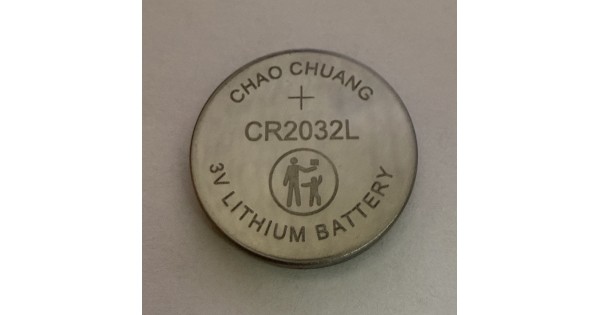 CHAO CHUANG
+
CR2032L
3V LITHIUM BATTERY